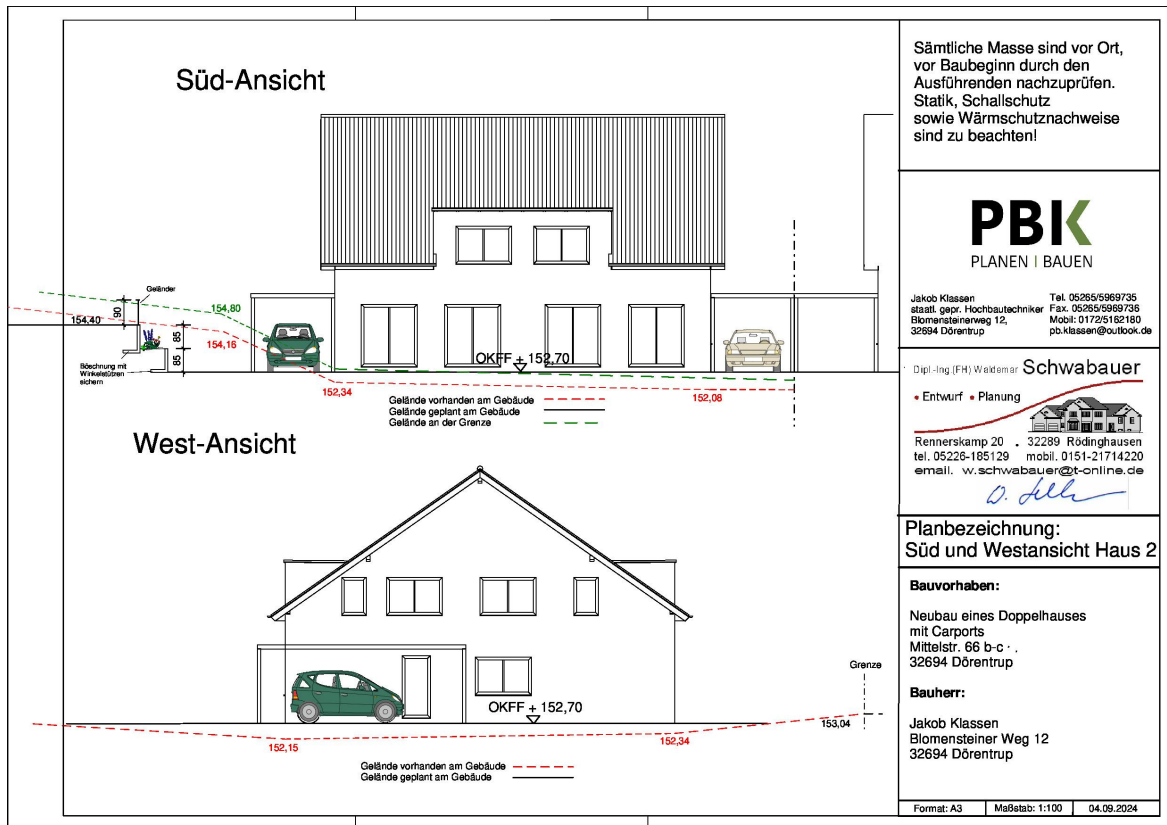 Süd-Ansicht
Geländer
90
154,40
154,80
154,16
85
85
Böschnung mit
Winkelstützen
sichern
OKFF + 152,70
152,34
152,08
Gelände vorhanden am Gebäude
Gelände geplant am Gebäude
Gelände an der Grenze
West-Ansicht
Grenze
OKFF + 152,70
153,04
152,15
152,34
Gelände vorhanden am Gebäude
Gelände geplant am Gebäude
Sämtliche Masse sind vor Ort,
vor Baubeginn durch den
Ausführenden nachzuprüfen.
Statik, Schallschutz
sowie Wärmschutznachweise
sind zu beachten!
PBK
PLANEN | BAUEN
Jakob Klassen Tel. 05265/5969735
staatl. gepr. Hochbautechniker Fax. 05265/5969736
Blomensteinerweg 12, Mobil: 0172/5162180
32694 Dörentrup pb.klassen@outlook.de
Dipl.-Ing.(FH) Waldemar Schwabauer
• Entwurf • Planung
Rennerskamp 20 . 32289 Rödinghausen
tel. 05226-185129 mobil. 0151-21714220
email. w.schwabauer@t-online.de
Planbezeichnung:
Süd und Westansicht Haus 2
Bauvorhaben:
Neubau eines Doppelhauses
mit Carports
Mittelstr. 66 b-c
32694 Dörentrup
Bauherr:
Jakob Klassen
Blomensteiner Weg 12
32694 Dörentrup
Format: A3 Maßstab: 1:100 04.09.2024